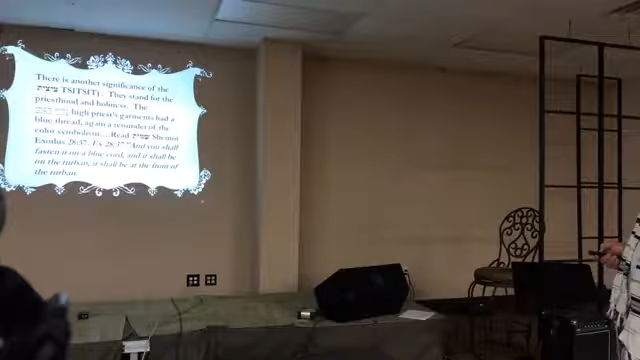 There is another significance of the
ציצית TSITSIT) . They stand for the
priesthood and holiness. The
high priest's garments had a
blue thread, again a reminder of the
color symbolism....Read שמות Shemot
Exodus 28:37. Ex 28:37 "And you shall
fasten it on a blue cord, and it shall be
on the turban, it shall be at the front of
the turban.